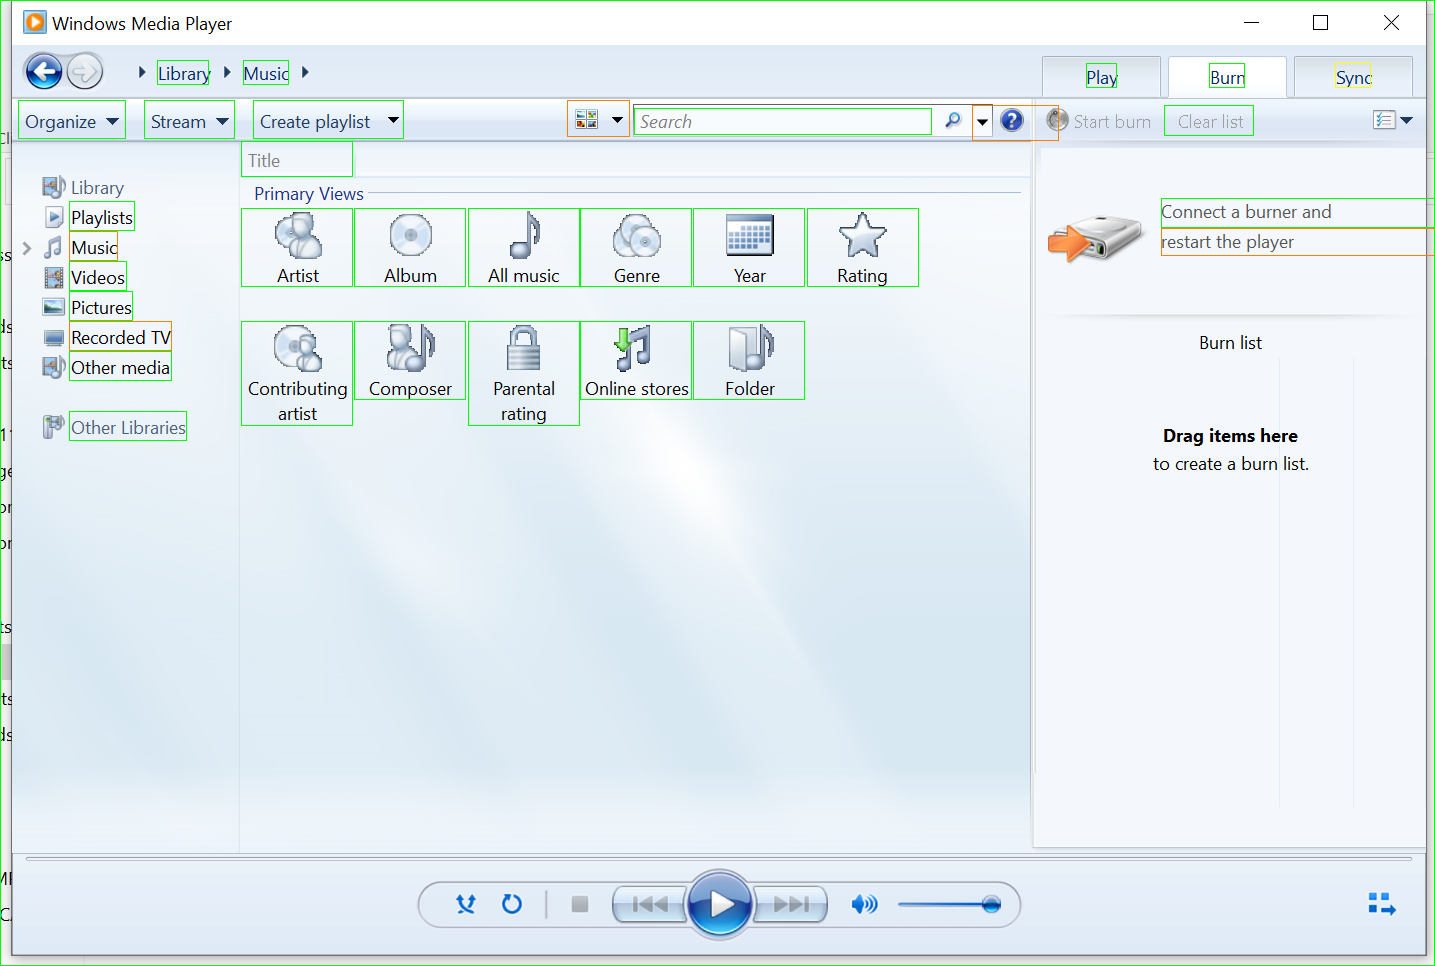 Windows Media Player
Library Music
Play Burn Sync
Organize Stream Create playlist Search Start burn Clear list
Title
Library
Playlists
Music
Videos
Pictures
Recorded TV
Other media
Other Libraries
Primary Views
Artist Album All music Genre Year Rating
Contributing artist Composer Parental rating Online stores Folder
Connect a burner and
restart the player
Burn list
Drag items here
to create a burn list.